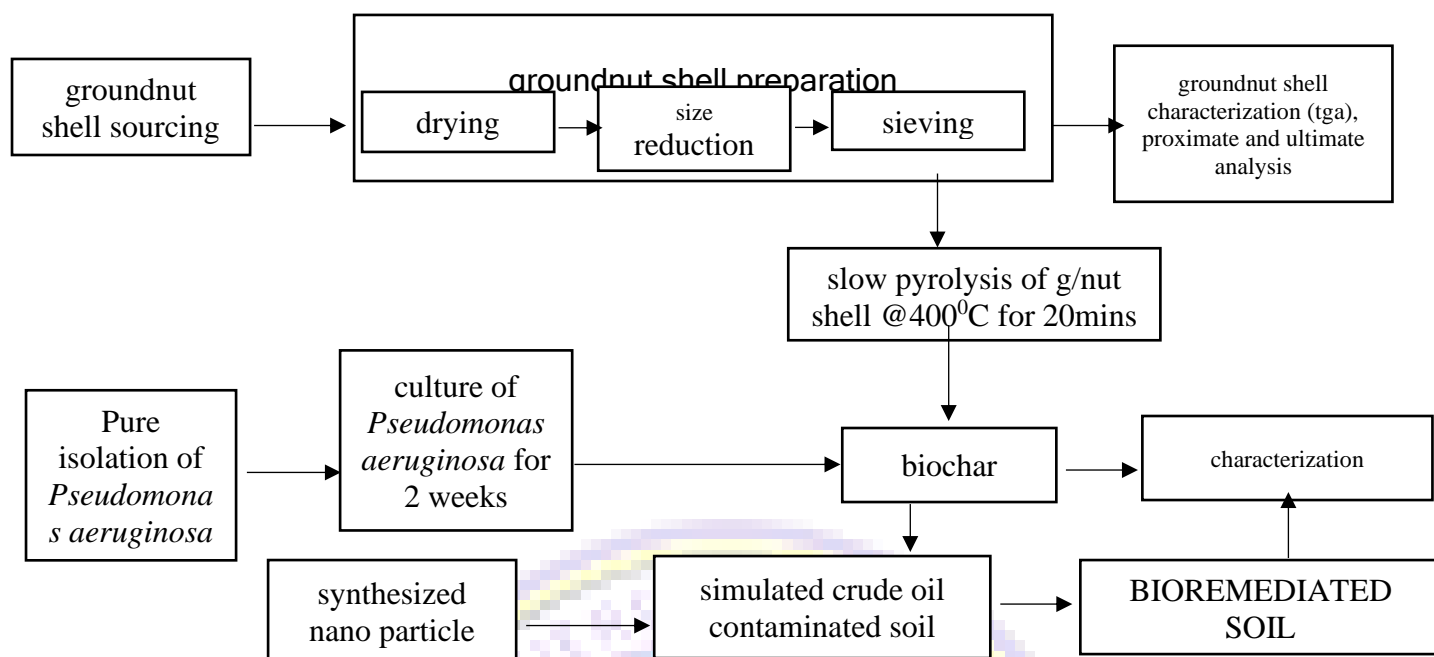 groundnut
shell sourcing
groundnut shell preparation
drying
size
reduction
sieving
groundnut shell
characterization (tga),
proximate and ultimate
analysis
slow pyrolysis of g/nut
shell @400⁰C for 20mins
Pure
isolation of
Pseudomona
s aeruginosa
culture of
Pseudomonas
aeruginosa for
2 weeks
biochar
characterization
synthesized
nano particle
simulated crude oil
contaminated soil
BIOREMEDIATED
SOIL